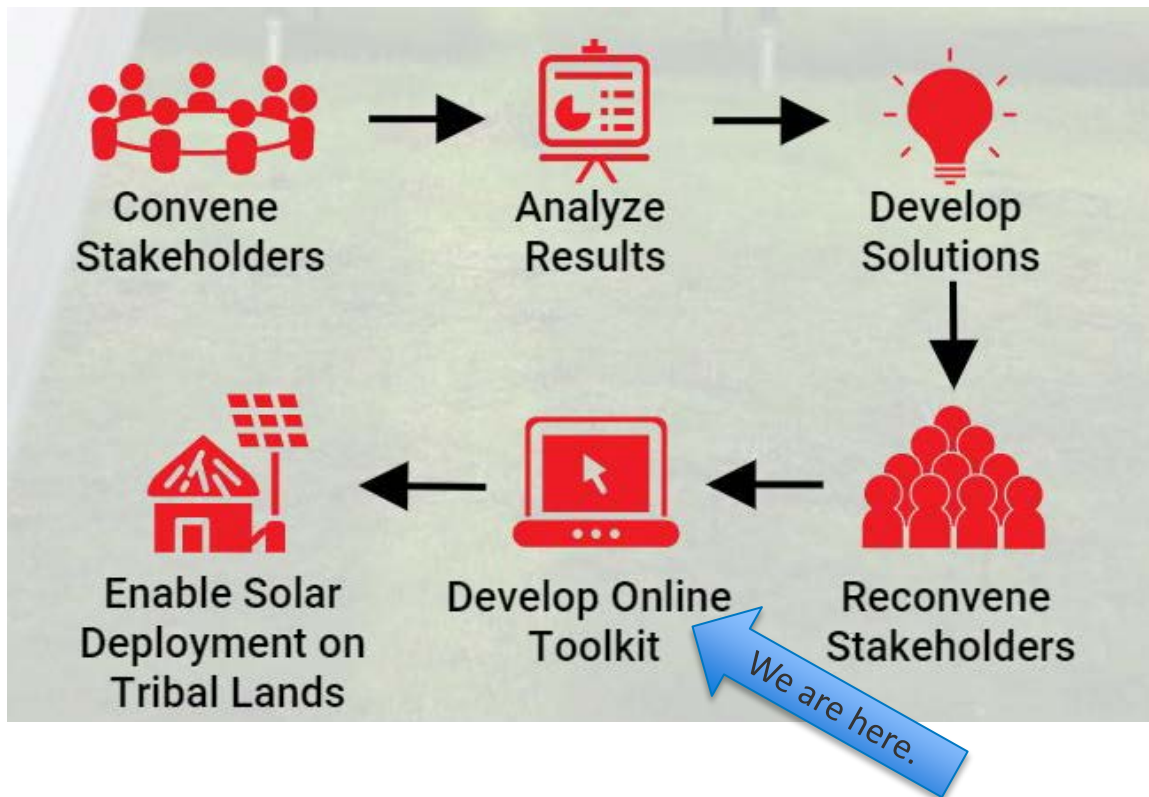 Convene
Stakeholders
Analyze
Results
Develop
Solutions
Reconvene
Stakeholders
Develop Online
Toolkit
Enable Solar
Deployment on
Tribal Lands
We are here.